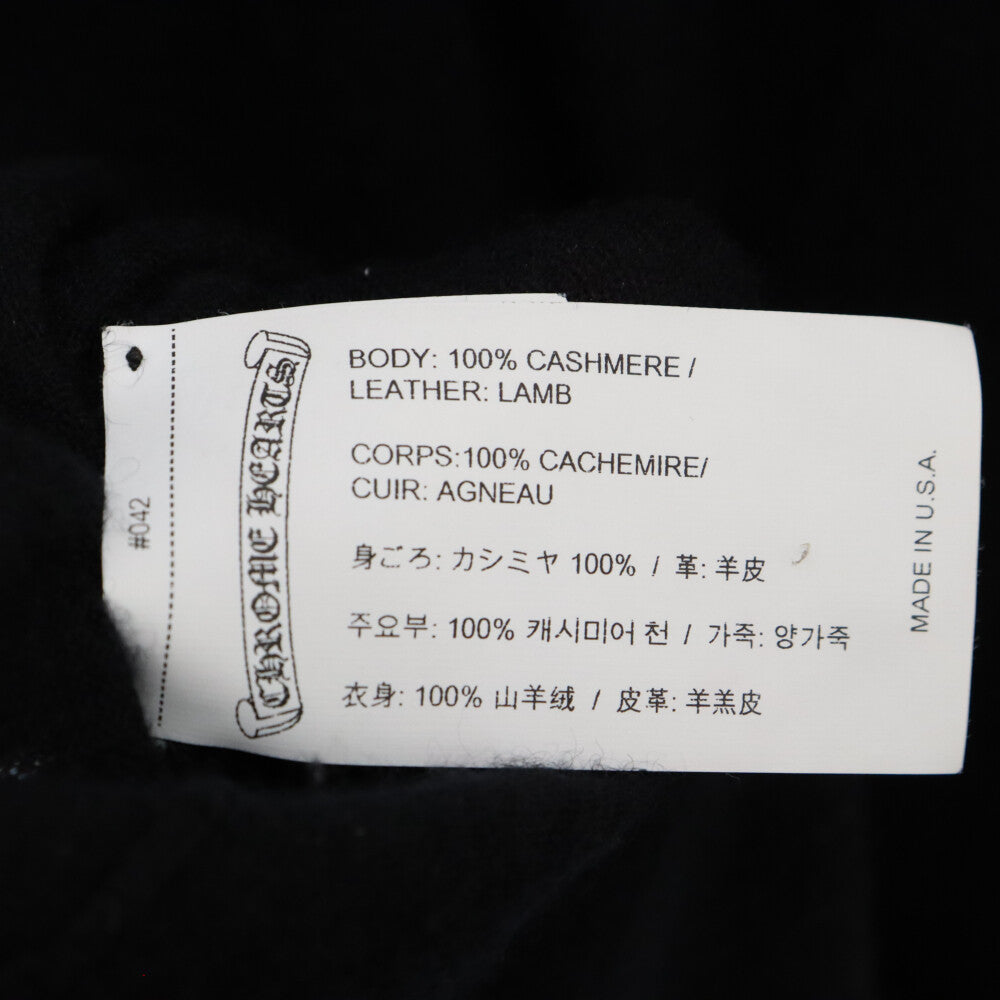 #042
CHROME HEARTS
BODY: 100% CASHMERE /
LEATHER: LAMB
CORPS:100% CACHEMIRE/
CUIR: AGNEAU
身ごろ: カシミヤ 100% / 革: 羊皮
주요부: 100% 캐시미어 천 / 가죽: 양가죽
衣身: 100% 山羊绒 / 皮革: 羊羔皮
MADE IN U.S.A.